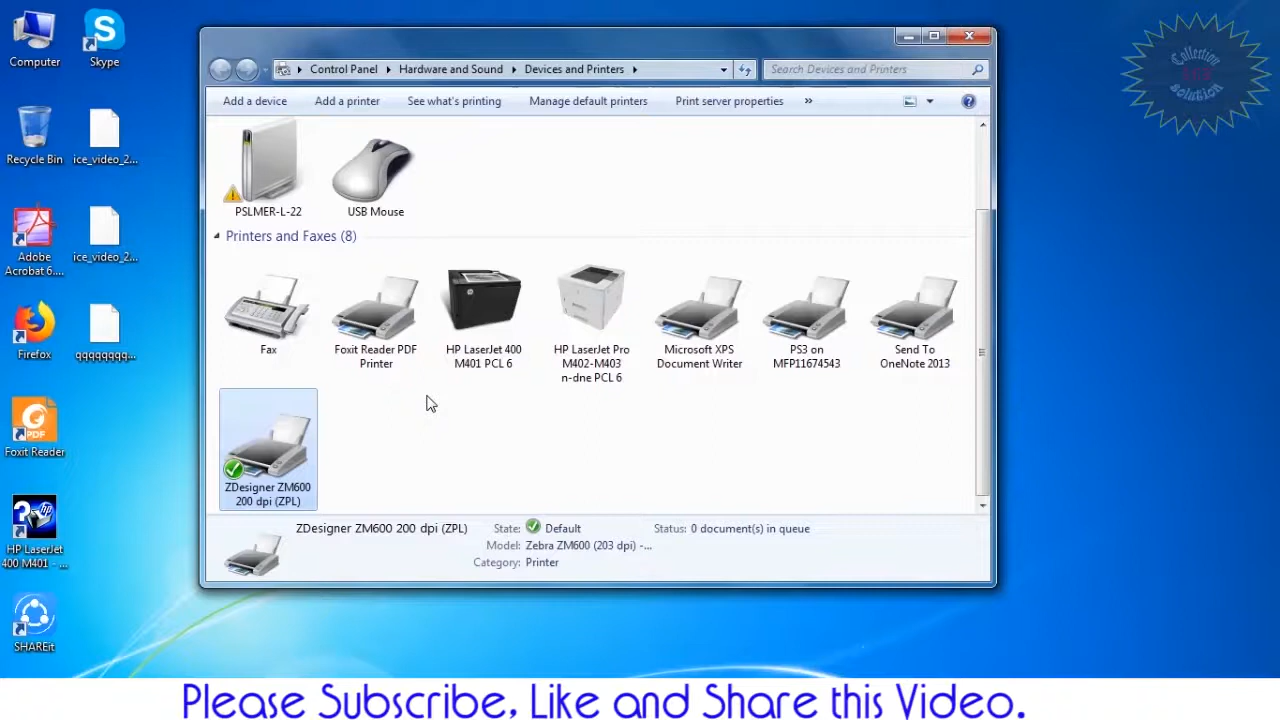 Computer
Skype
Recycle Bin
ice_video_2...
Adobe
Acrobat 6....
ice_video_2...
Firefox
qqqqqqqq...
Foxit Reader
HP LaserJet
400 M401 - ...
SHAREit
Control Panel
Hardware and Sound
Devices and Printers
Search Devices and Printers
Add a device
Add a printer
See what's printing
Manage default printers
Print server properties
»
PSLMER-L-22
USB Mouse
Printers and Faxes (8)
Fax
Foxit Reader PDF
Printer
HP LaserJet 400
M401 PCL 6
HP LaserJet Pro
M402-M403
n-dne PCL 6
Microsoft XPS
Document Writer
PS3 on
MFP11674543
Send To
OneNote 2013
ZDesigner ZM600
200 dpi (ZPL)
ZDesigner ZM600 200 dpi (ZPL)
State: Default
Status: 0 document(s) in queue
Model: Zebra ZM600 (203 dpi) -...
Category: Printer
Collection
solution
Please Subscribe, Like and Share this Video.